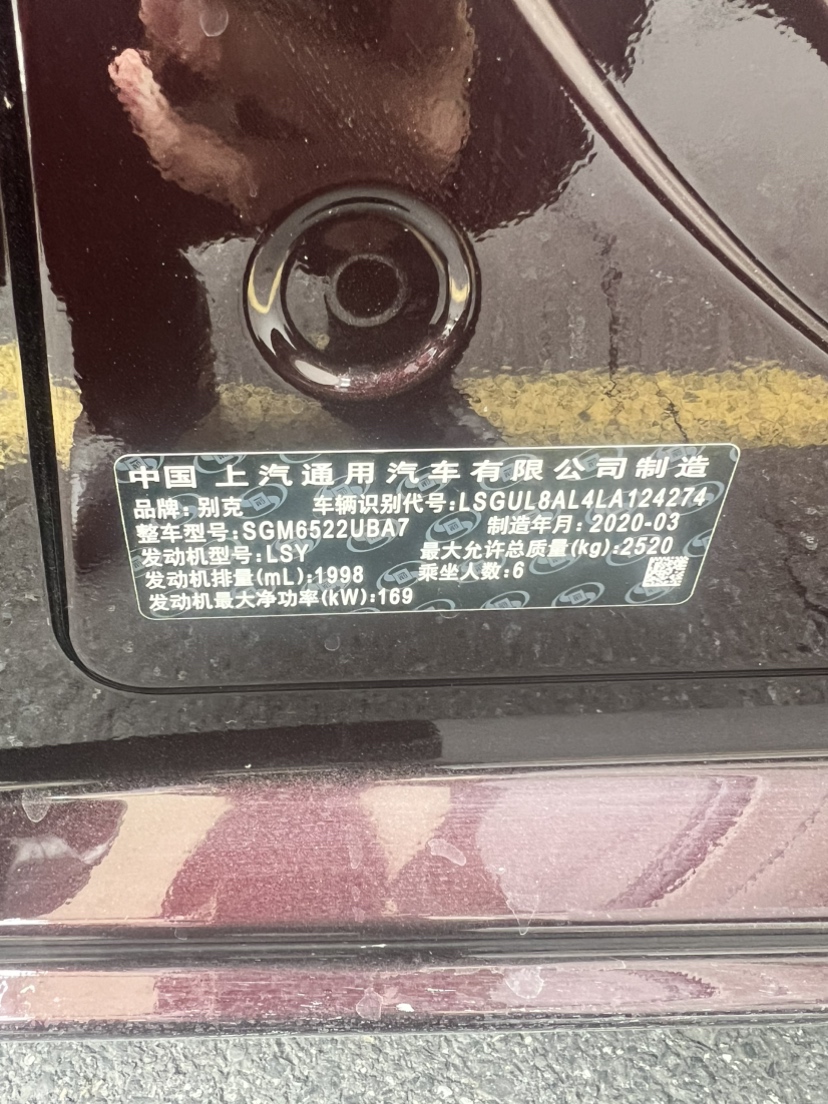 中国 上汽通用汽车有限公司制造
品牌:别克 车辆识别代号:LSGUL8AL4LA124274
整车型号:SGM6522UBA7 制造年月:2020-03
发动机型号:LSY 最大允许总质量(kg):2520
发动机排量(mL):1998 乘坐人数:6
发动机最大净功率(kW):169